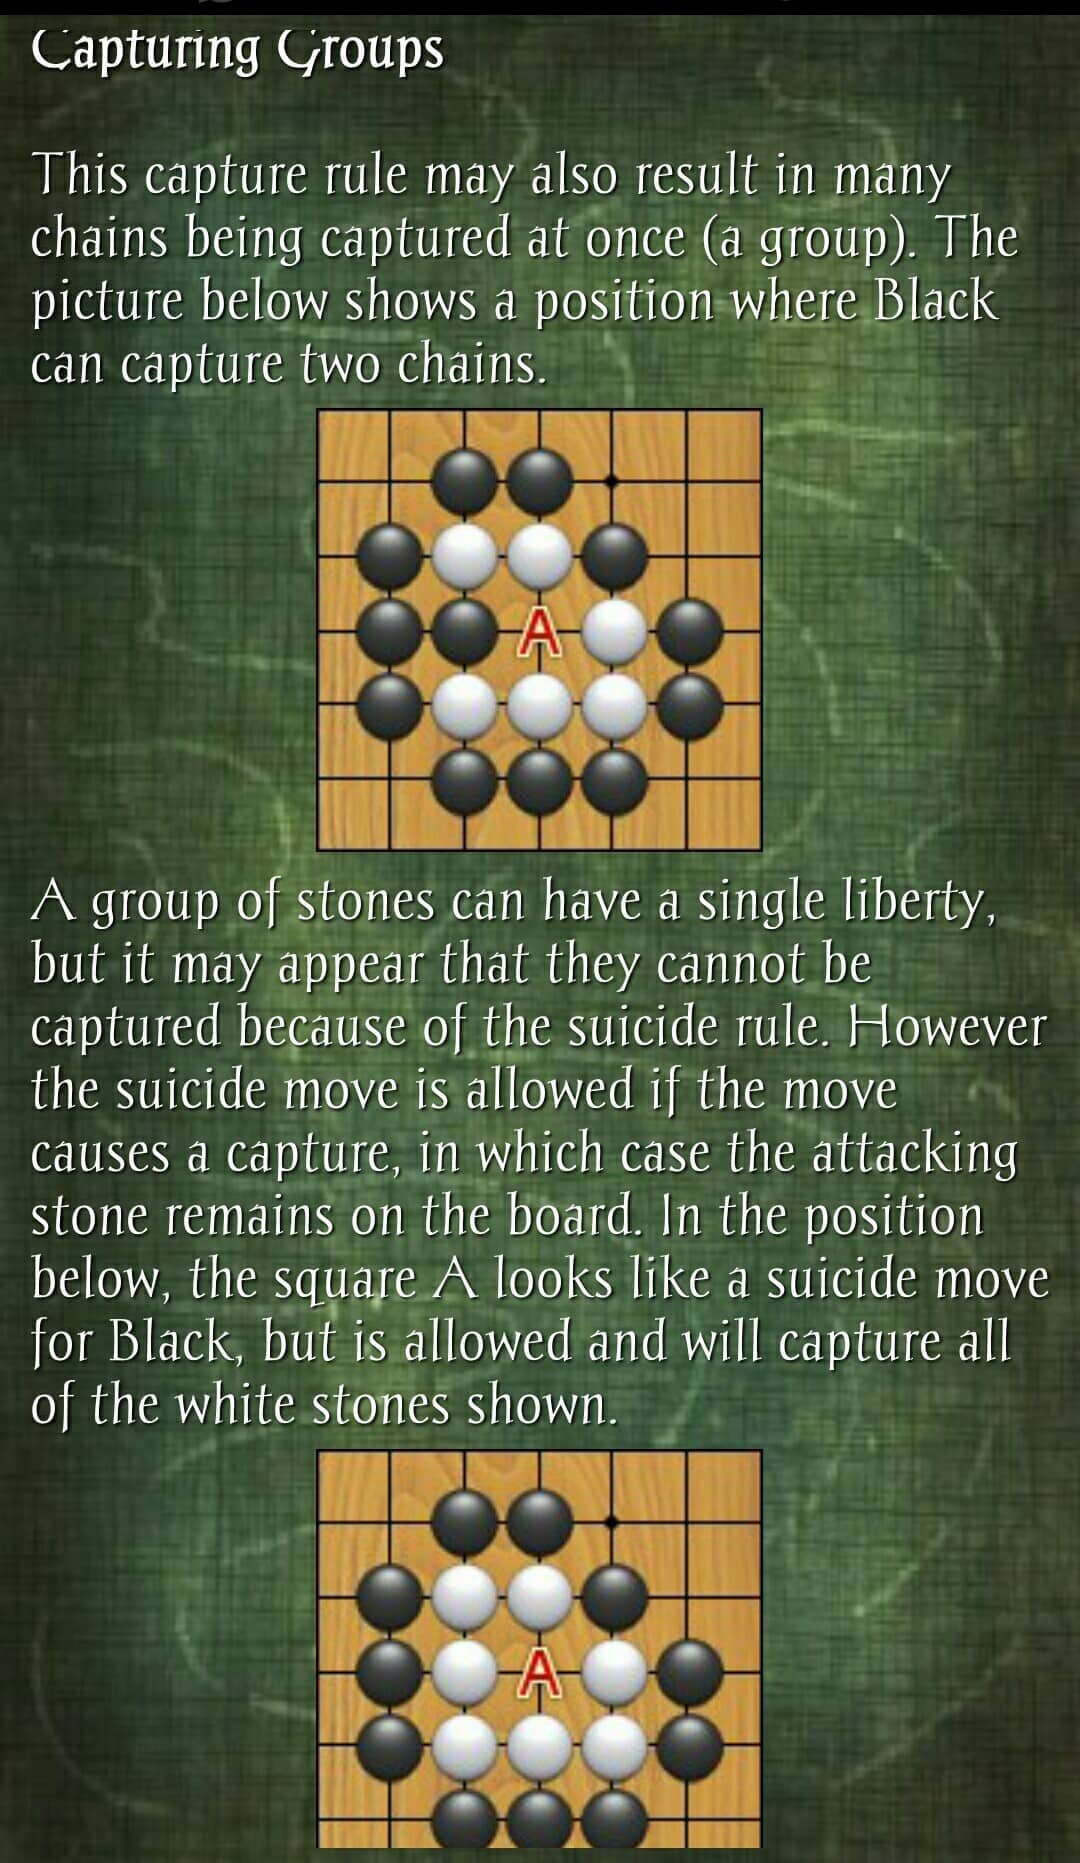 Capturing Groups
This capture rule may also result in many
chains being captured at once (a group). The
picture below shows a position where Black
can capture two chains.
A
A group of stones can have a single liberty,
but it may appear that they cannot be
captured because of the suicide rule. However
the suicide move is allowed if the move
causes a capture, in which case the attacking
stone remains on the board. In the position
below, the square A looks like a suicide move
for Black, but is allowed and will capture all
of the white stones shown.
A